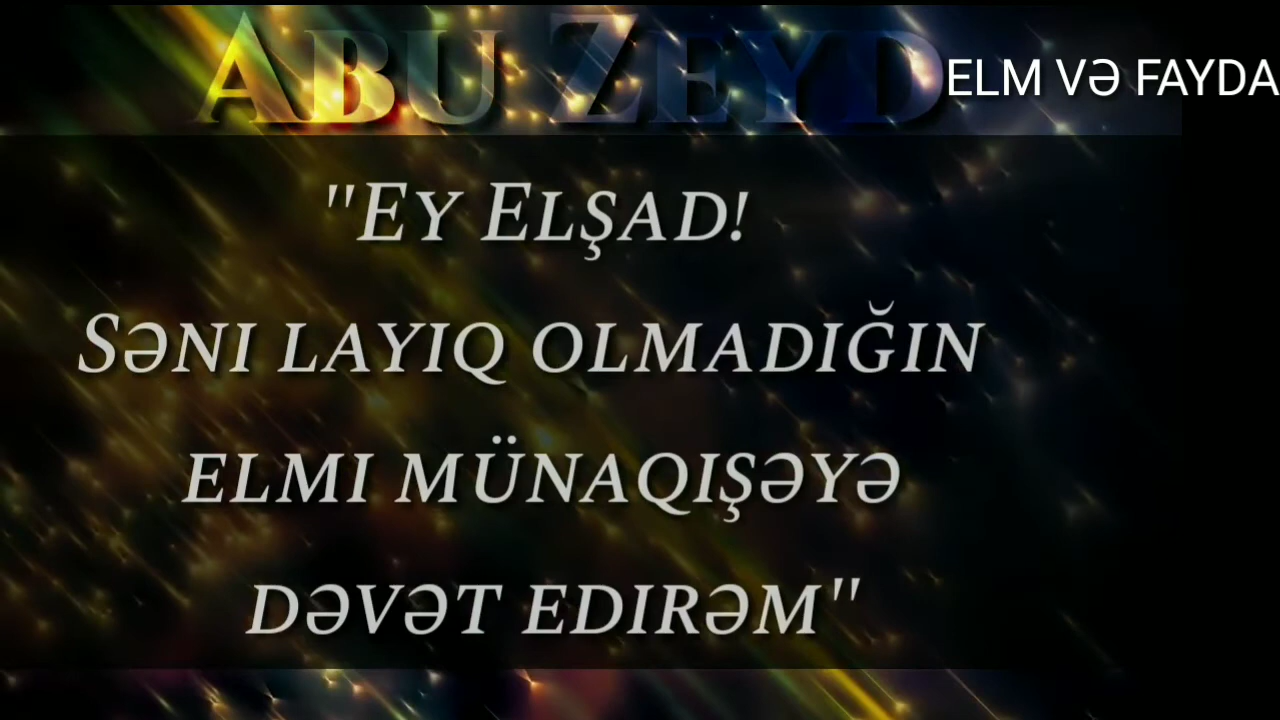 ABU ZEYD
ELM VƏ FAYDA
"EY ELŞAD!
SƏNI LAYIQ OLMADIĞIN
ELMI MÜNAQIŞƏYƏ
DƏVƏT EDIRƏM"